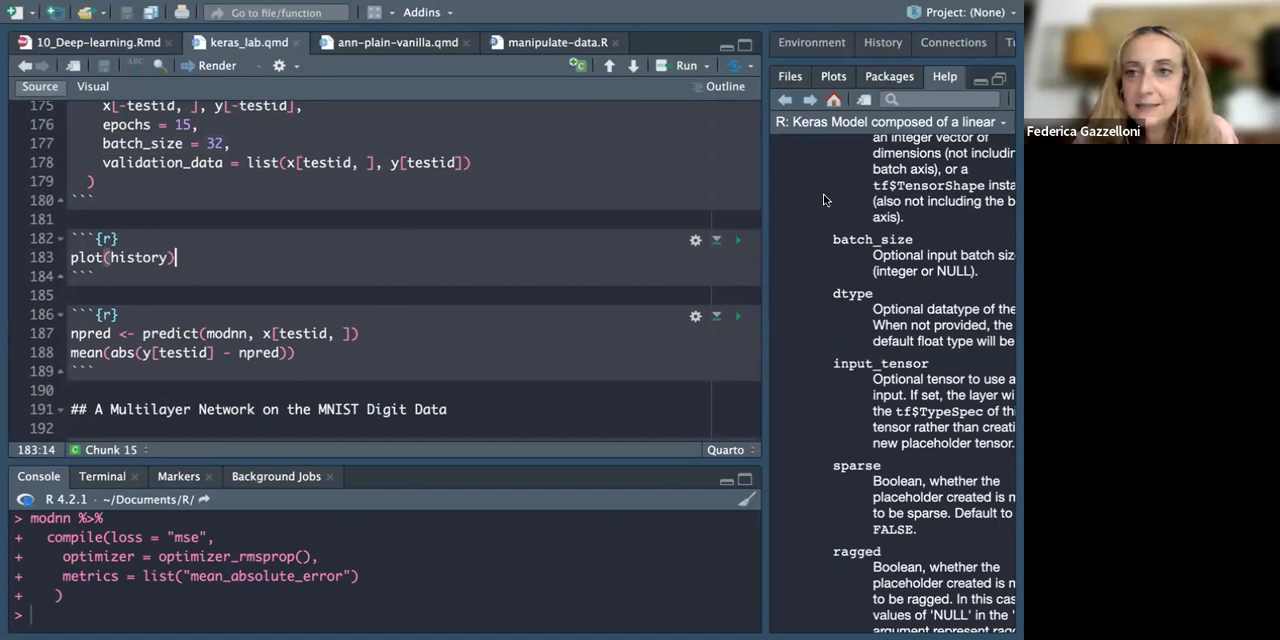 Go to file/function
Addins
Project: (None)
10_Deep-learning.Rmd
keras_lab.qmd
ann-plain-vanilla.qmd
manipulate-data.R
Render
Run
Source
Visual
Outline
175 x[-testid, ], y[-testid],
176 epochs = 15,
177 batch_size = 32,
178 validation_data = list(x[testid, ], y[testid])
179 )
180 ```
181
182 ```{r}
183 plot(history)
184 ```
185
186 ```{r}
187 npred <- predict(modnn, x[testid, ])
188 mean(abs(y[testid] - npred))
189 ```
190
191 ## A Multilayer Network on the MNIST Digit Data
192
183:14
Chunk 15
Quarto
Console
Terminal
Markers
Background Jobs
R 4.2.1 · ~/Documents/R/
> modnn %>%
+ compile(loss = "mse",
+ optimizer = optimizer_rmsprop(),
+ metrics = list("mean_absolute_error")
+ )
>
Environment
History
Connections
Files
Plots
Packages
Help
R: Keras Model composed of a linear
an integer vector of
dimensions (not includin
batch axis), or a
tf$TensorShape insta
(also not including the b
axis).
batch_size
Optional input batch siz
(integer or NULL).
dtype
Optional datatype of the
When not provided, the
default float type will be
input_tensor
Optional tensor to use a
input. If set, the layer wi
the tf$TypeSpec of th
tensor rather than creati
new placeholder tensor.
sparse
Boolean, whether the
placeholder created is m
to be sparse. Default to
FALSE.
ragged
Boolean, whether the
placeholder created is m
to be ragged. In this cas
values of 'NULL' in the '
Federica Gazzelloni